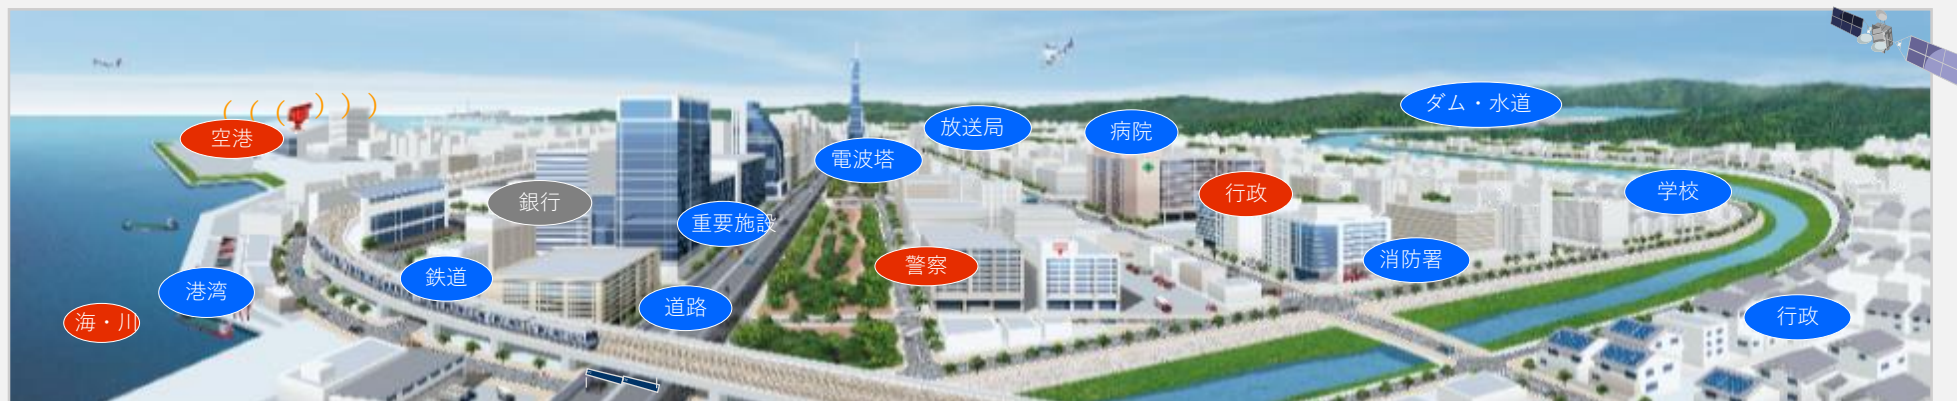 空港
放送局
病院
ダム・水道
電波塔
銀行
重要施設
行政
学校
鉄道
警察
消防署
港湾
道路
海・川
行政